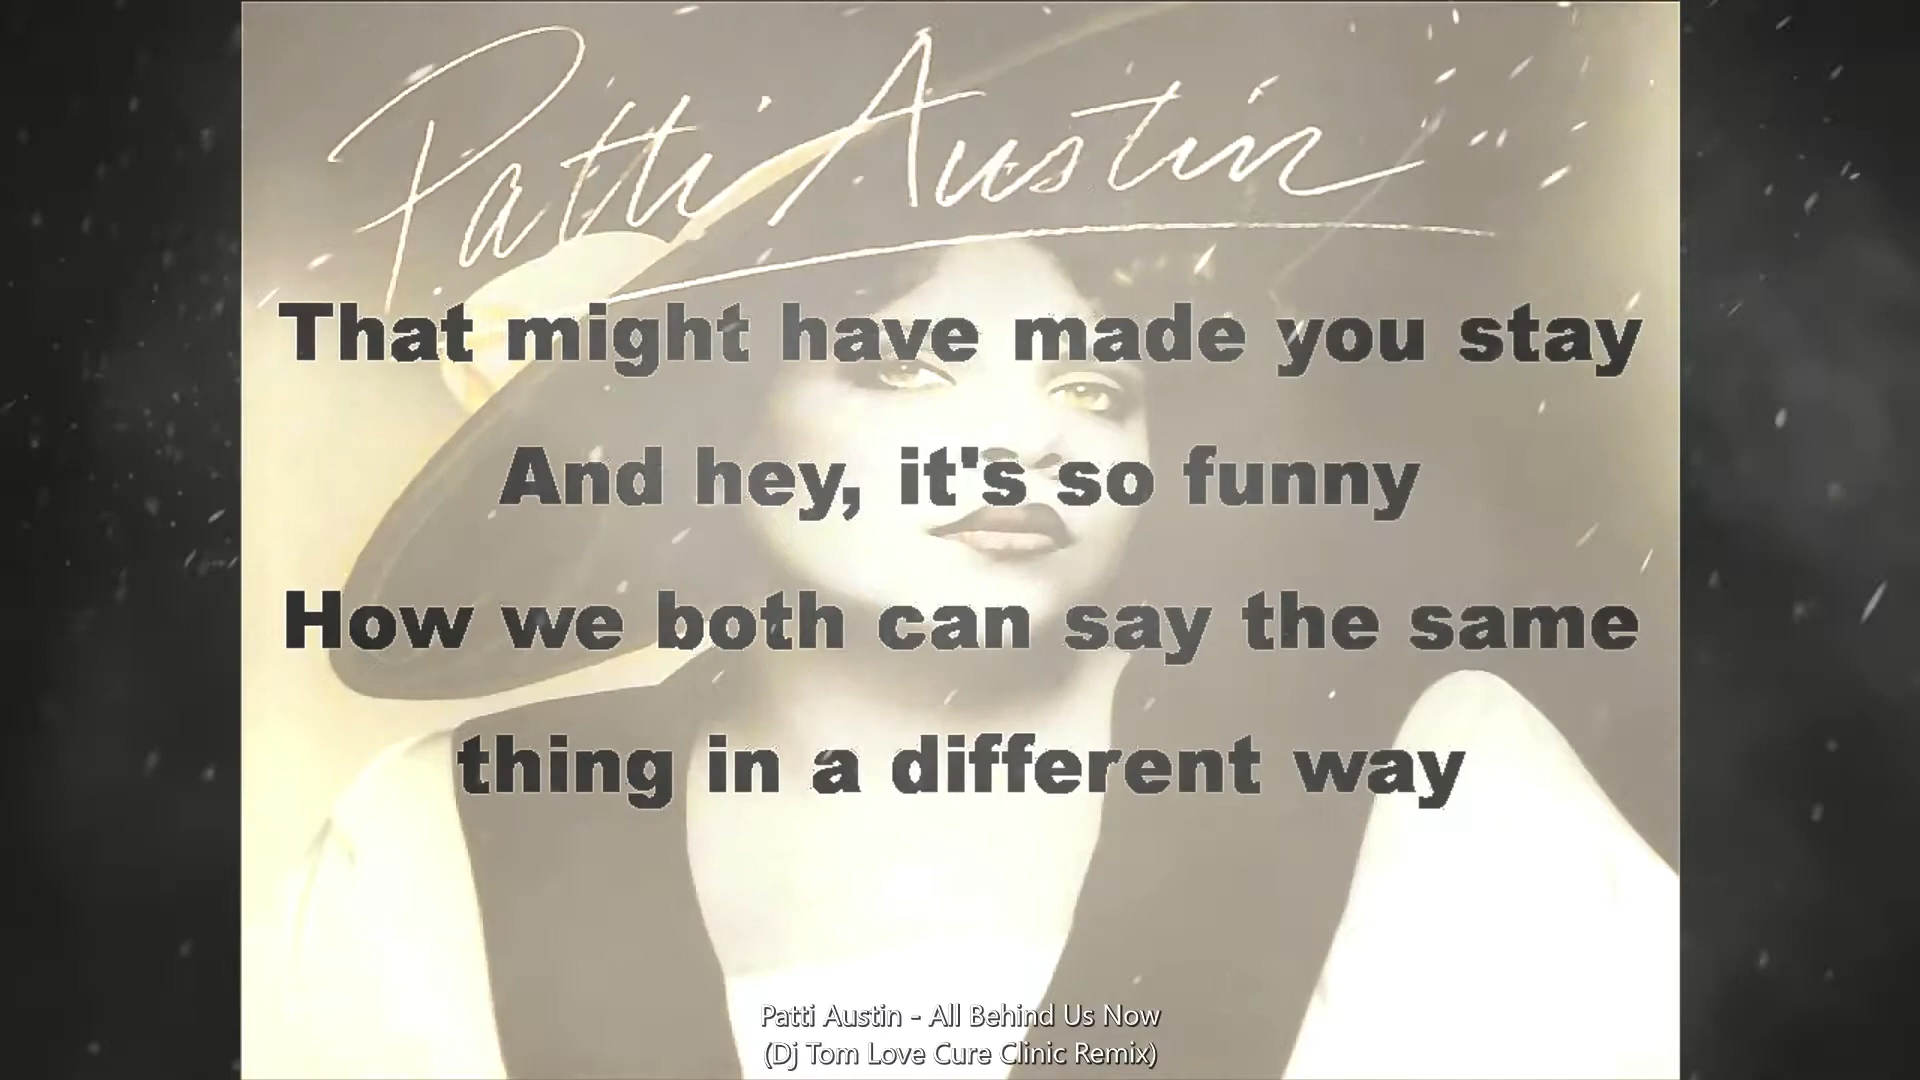 Patti Austin
That might have made you stay
And hey, it's so funny
How we both can say the same
thing in a different way
Patti Austin - All Behind Us Now
(Dj Tom Love Cure Clinic Remix)